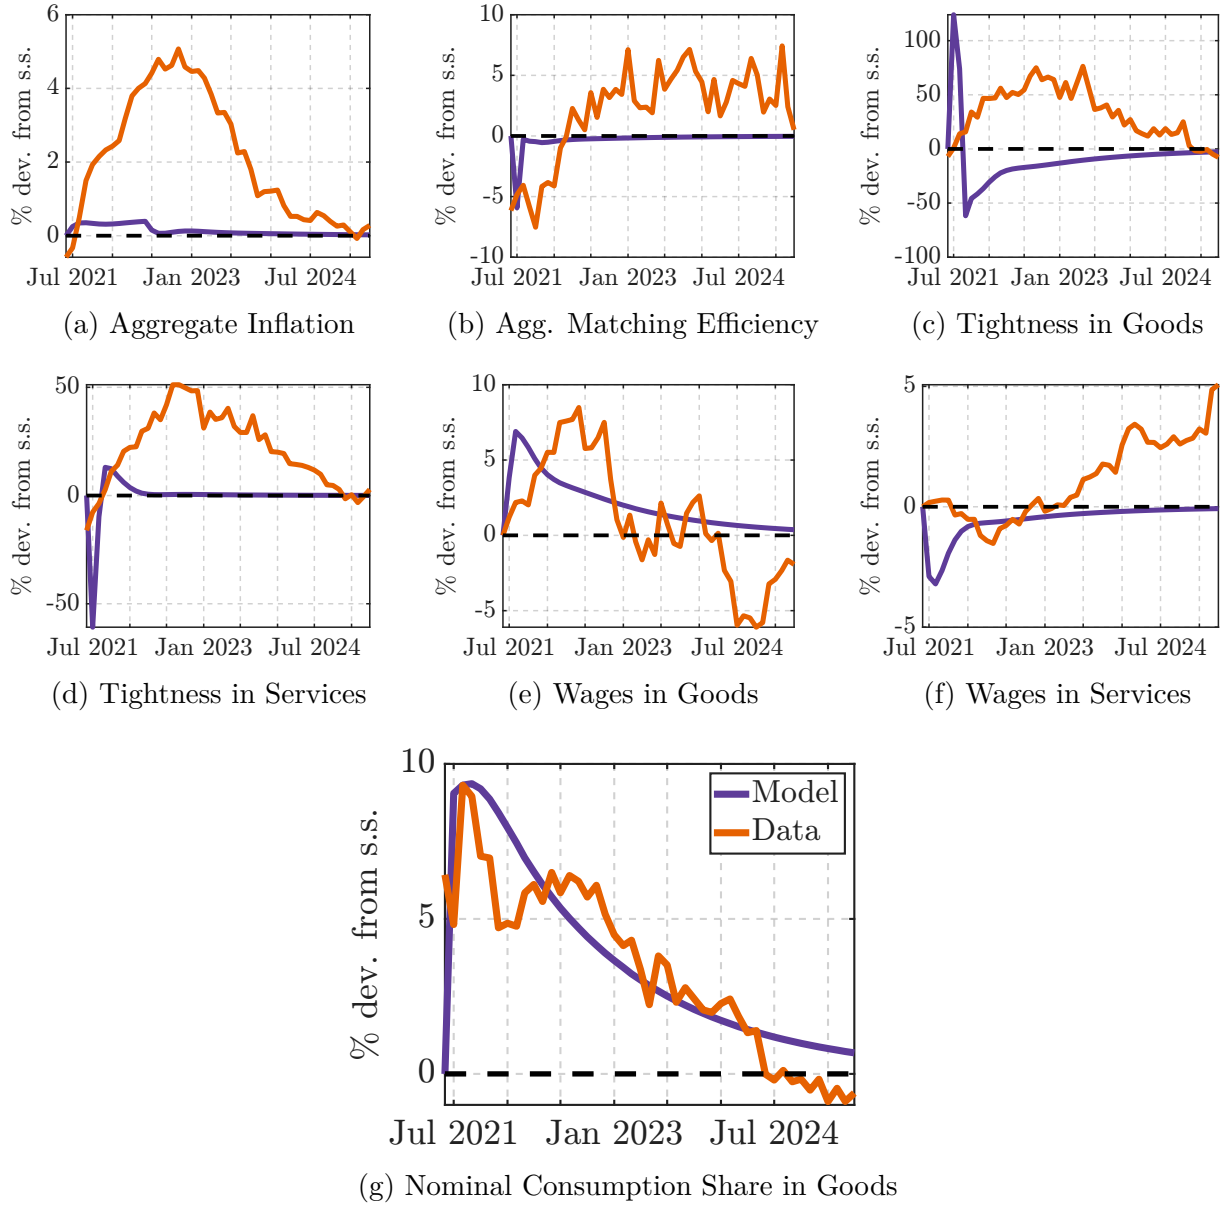 6
4
2
0
% dev. from s.s.
Jul 2021 Jan 2023 Jul 2024
(a) Aggregate Inflation
10
5
0
-5
-10
% dev. from s.s.
Jul 2021 Jan 2023 Jul 2024
(b) Agg. Matching Efficiency
100
50
0
-50
-100
% dev. from s.s.
Jul 2021 Jan 2023 Jul 2024
(c) Tightness in Goods
50
0
-50
% dev. from s.s.
Jul 2021 Jan 2023 Jul 2024
(d) Tightness in Services
10
5
0
-5
% dev. from s.s.
Jul 2021 Jan 2023 Jul 2024
(e) Wages in Goods
5
0
-5
% dev. from s.s.
Jul 2021 Jan 2023 Jul 2024
(f) Wages in Services
10
5
0
% dev. from s.s.
Model
Data
Jul 2021 Jan 2023 Jul 2024
(g) Nominal Consumption Share in Goods